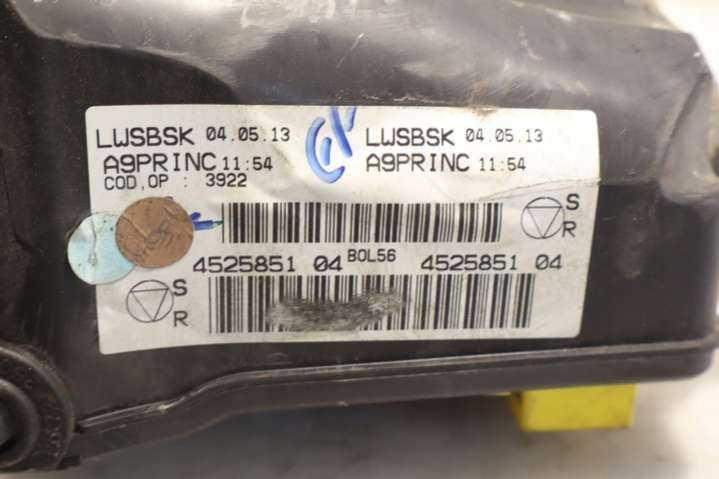 LWSBSK 04.05.13 LWSBSK 04.05.13
A9PRINC 11:54 A9PRINC 11:54
COD,OP : 3922
S
R
4525851 04 BOL56 4525851 04
S
R